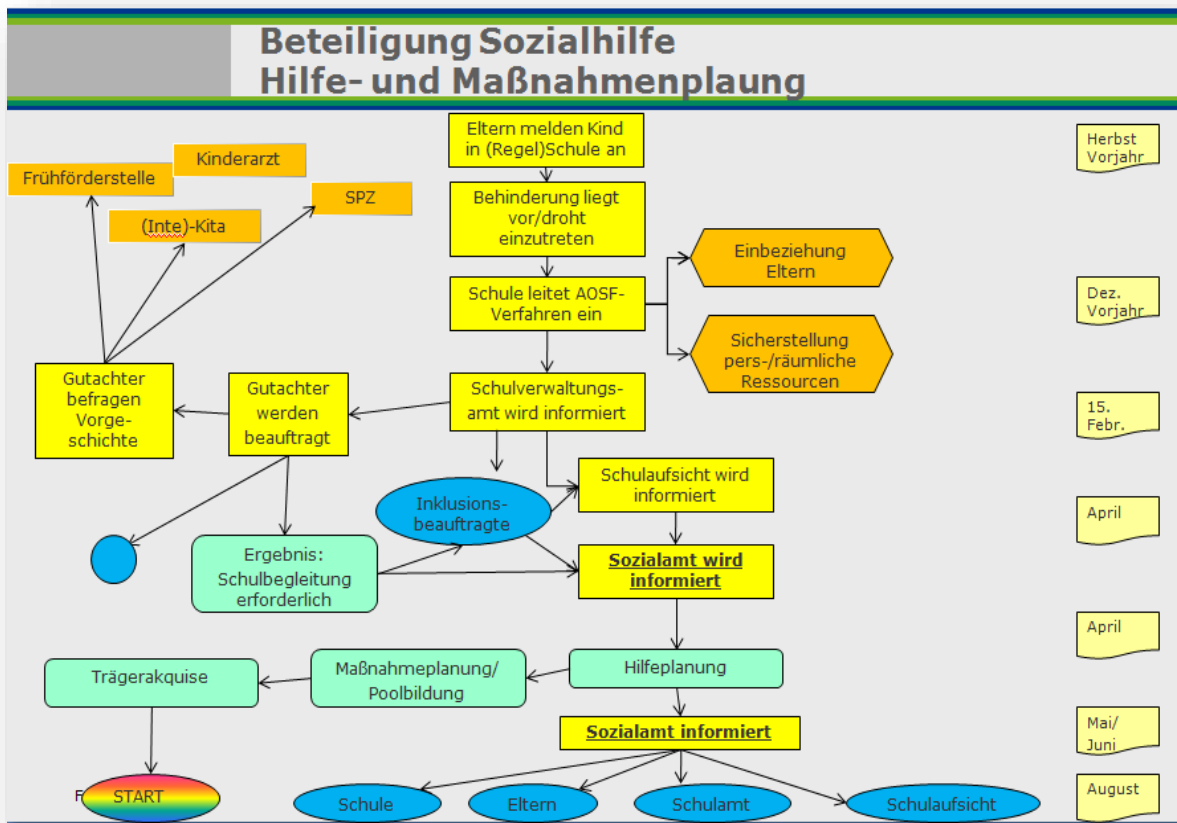 Beteiligung Sozialhilfe
Hilfe- und Maßnahmenplaung
Eltern melden Kind
in (Regel)Schule an
Herbst
Vorjahr
Kinderarzt
Frühförderstelle
SPZ
(Inte)-Kita
Behinderung liegt
vor/droht
einzutreten
Einbeziehung
Eltern
Schule leitet AOSF-
Verfahren ein
Dez.
Vorjahr
Sicherstellung
pers-/räumliche
Ressourcen
Gutachter
befragen
Vorge-
schichte
Gutachter
werden
beauftragt
Schulverwaltungs-
amt wird informiert
15.
Febr.
Schulaufsicht wird
informiert
Inklusions-
beauftragte
April
Ergebnis:
Schulbegleitung
erforderlich
Sozialamt wird
informiert
April
Trägerakquise
Maßnahmeplanung/
Poolbildung
Hilfeplanung
Sozialamt informiert
Mai/
Juni
F
START
Schule
Eltern
Schulamt
Schulaufsicht
August